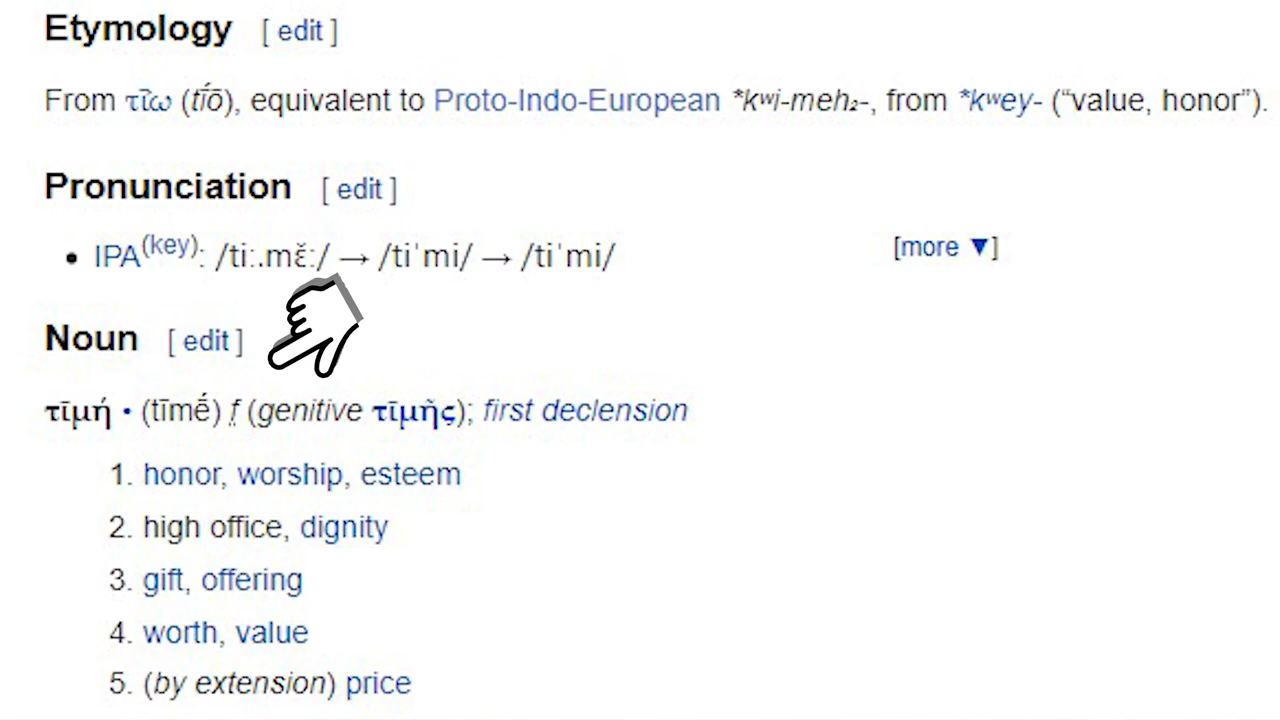 Etymology [ edit ]
From τῑ́ω (tī́ō), equivalent to Proto-Indo-European *kʷi-meh₂-, from *kʷey- (“value, honor”).
Pronunciation [ edit ]
• IPA(key): /tiː.mɛ̌ː/ → /tiˈmi/ → /tiˈmi/ [more ▼]
Noun [ edit ]
τῑμή • (tīmḗ) f (genitive τῑμῆς); first declension
1. honor, worship, esteem
2. high office, dignity
3. gift, offering
4. worth, value
5. (by extension) price